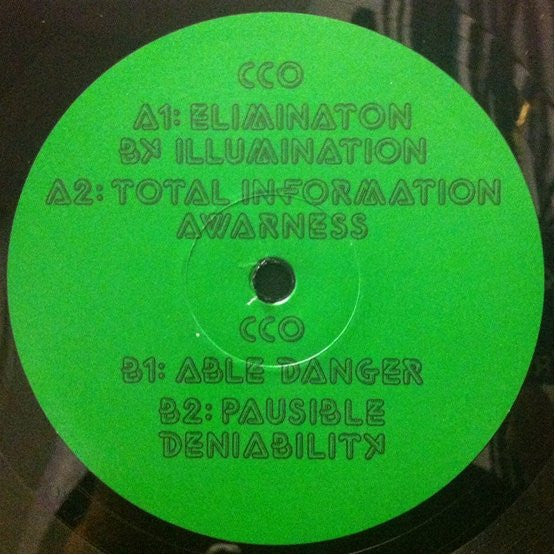 CCO
A1: ELIMINATON
BY ILLUMINATION
A2: TOTAL INFORMATION
AWARNESS
CCO
B1: ABLE DANGER
B2: PAUSIBLE
DENIABILITY